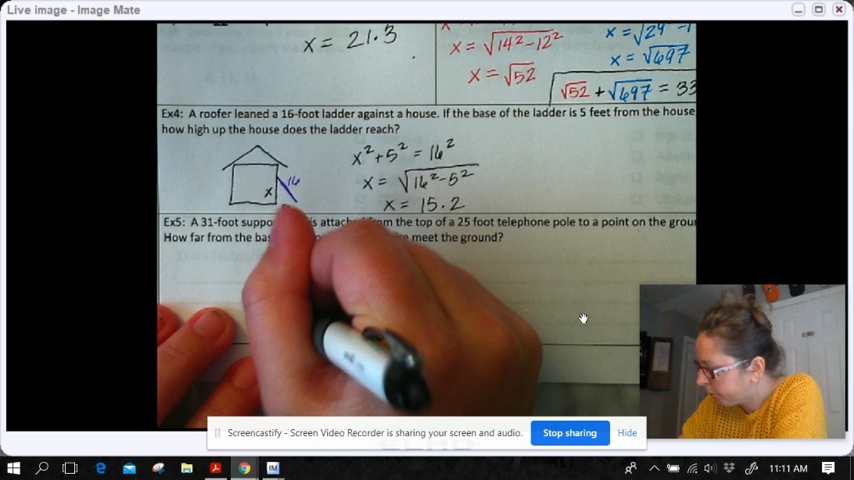 Live image - Image Mate
x = 21.3
x = √14²-12²
x = √52
x = √697
√52 + √697 = 33
Ex4: A roofer leaned a 16-foot ladder against a house. If the base of the ladder is 5 feet from the house,
how high up the house does the ladder reach?
x² + 5² = 16²
x = √16²-5²
x = 15.2
16
x
Ex5: A 31-foot is attached from the top of a 25 foot telephone pole to a point on the
How far from the meet the ground?
Screencastify - Screen Video Recorder is sharing your screen and audio.
Stop sharing
Hide
11:11 AM